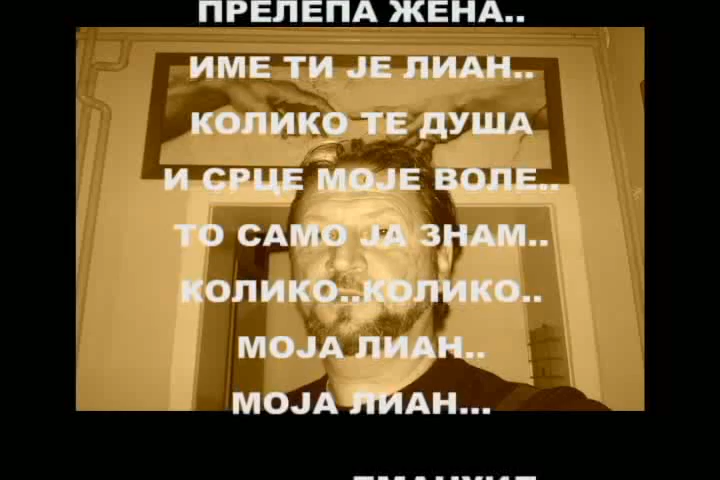 ПРЕЛЕПА ЖЕНА..
ИМЕ ТИ ЈЕ ЛИАН..
КОЛИКО ТЕ ДУША
И СРЦЕ МОЈЕ ВОЛЕ..
ТО САМО ЈА ЗНАМ..
КОЛИКО..КОЛИКО..
МОЈА ЛИАН..
МОЈА ЛИАН...